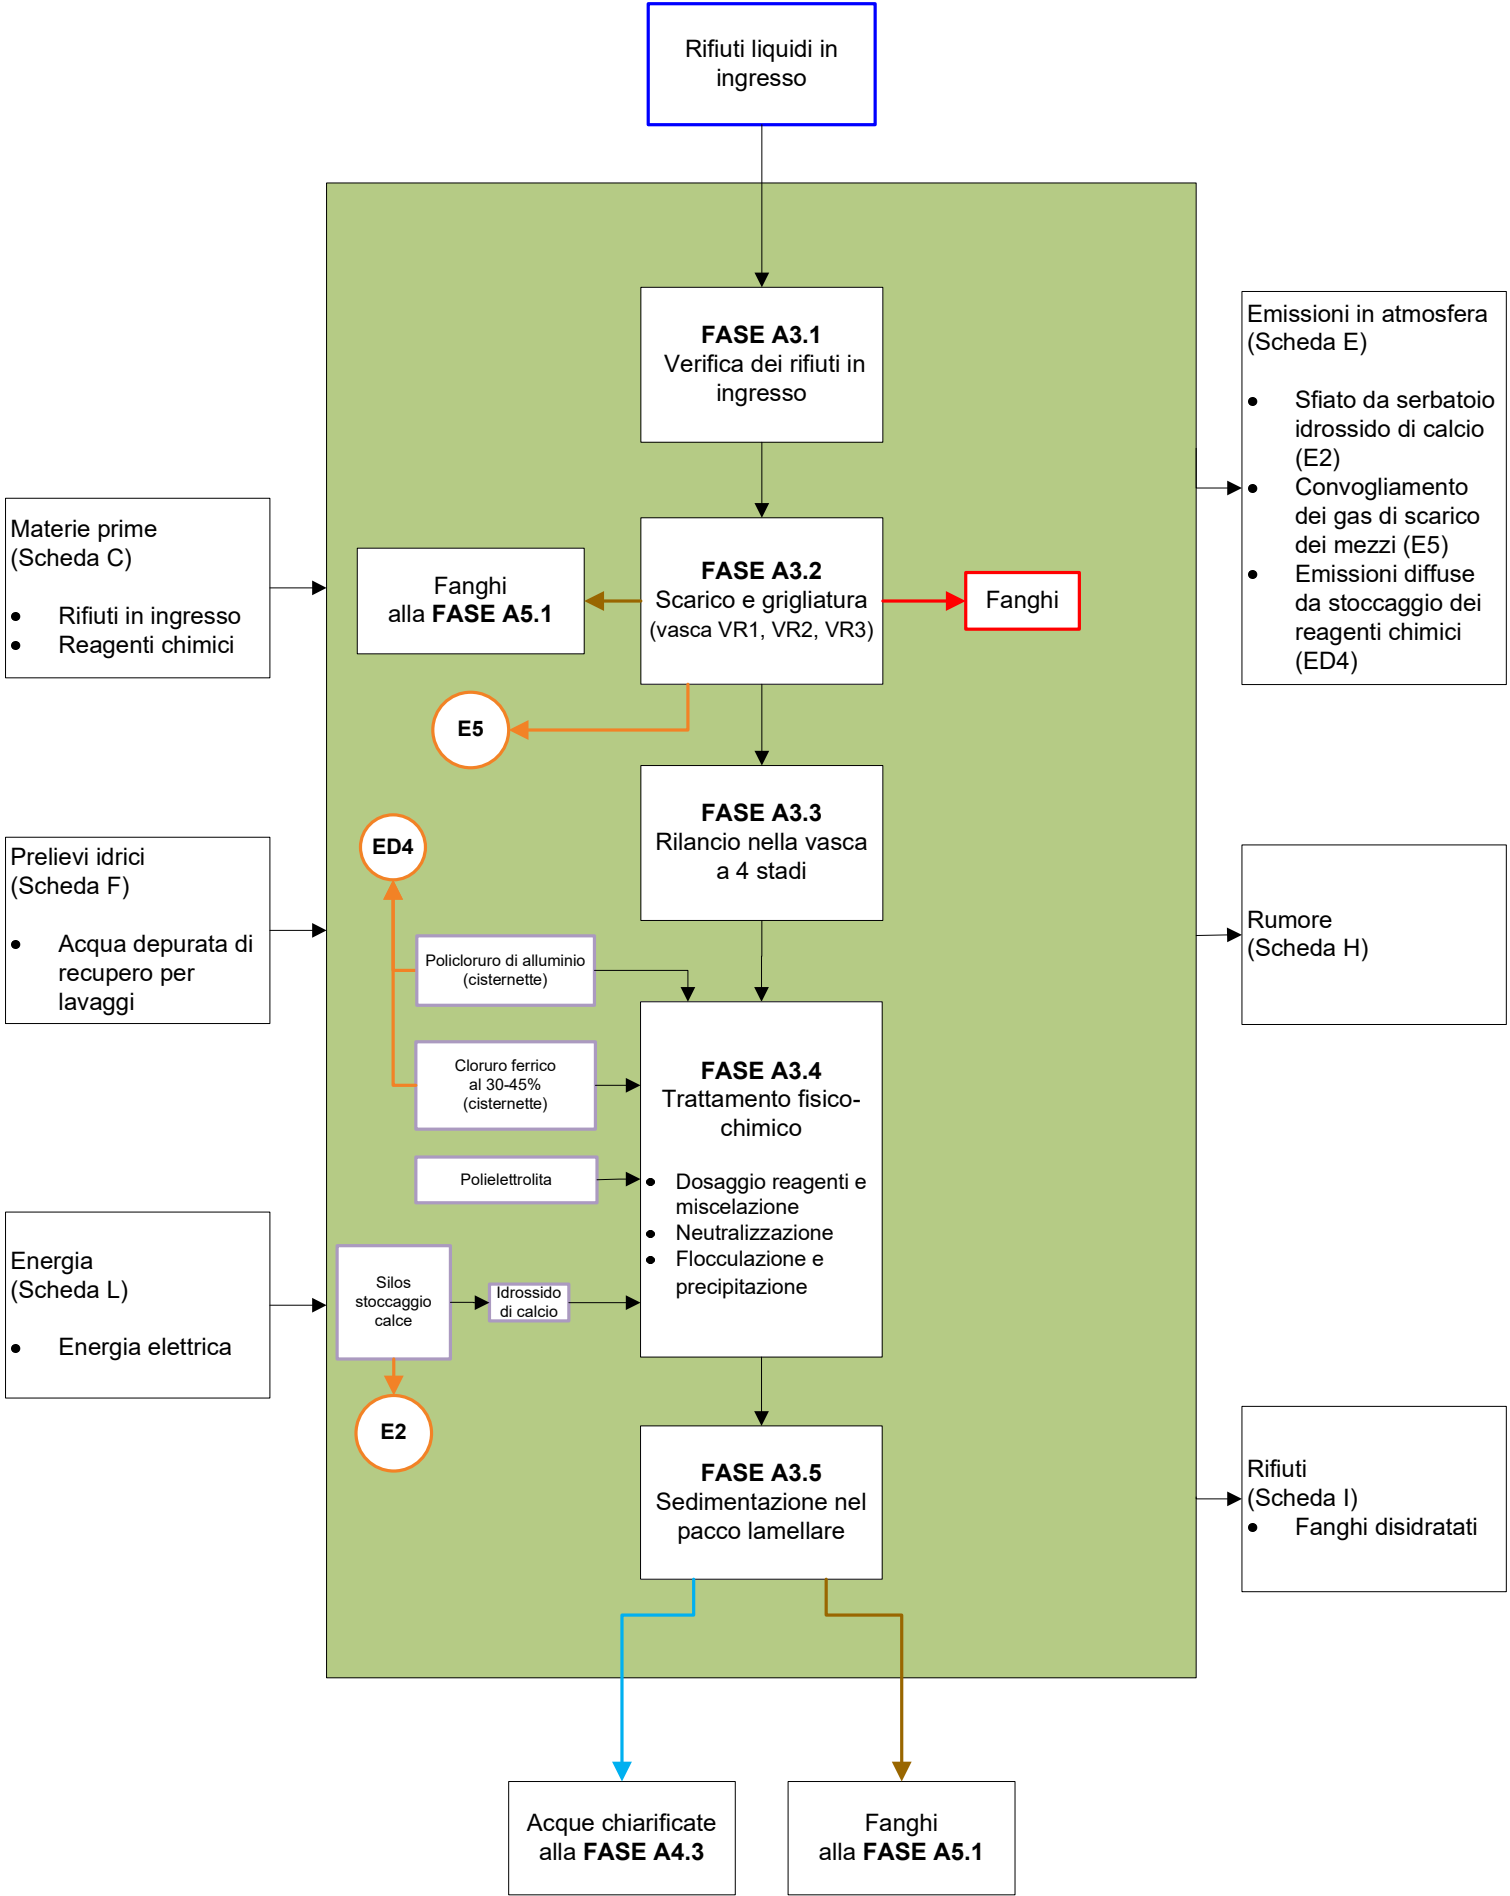 Rifiuti liquidi in
ingresso
FASE A3.1
Verifica dei rifiuti in
ingresso
Emissioni in atmosfera
(Scheda E)
• Sfiato da serbatoio
idrossido di calcio
(E2)
• Convogliamento
dei gas di scarico
dei mezzi (E5)
• Emissioni diffuse
da stoccaggio dei
reagenti chimici
(ED4)
Materie prime
(Scheda C)
• Rifiuti in ingresso
• Reagenti chimici
Fanghi
alla FASE A5.1
FASE A3.2
Scarico e grigliatura
(vasca VR1, VR2, VR3)
Fanghi
E5
FASE A3.3
Rilancio nella vasca
a 4 stadi
ED4
Prelievi idrici
(Scheda F)
• Acqua depurata di
recupero per
lavaggi
Rumore
(Scheda H)
Policloruro di alluminio
(cisternette)
Cloruro ferrico
al 30-45%
(cisternette)
Polielettrolita
FASE A3.4
Trattamento fisico-
chimico
• Dosaggio reagenti e
miscelazione
• Neutralizzazione
• Flocculazione e
precipitazione
Energia
(Scheda L)
• Energia elettrica
Silos
stoccaggio
calce
Idrossido
di calcio
E2
FASE A3.5
Sedimentazione nel
pacco lamellare
Rifiuti
(Scheda I)
• Fanghi disidratati
Acque chiarificate
alla FASE A4.3
Fanghi
alla FASE A5.1